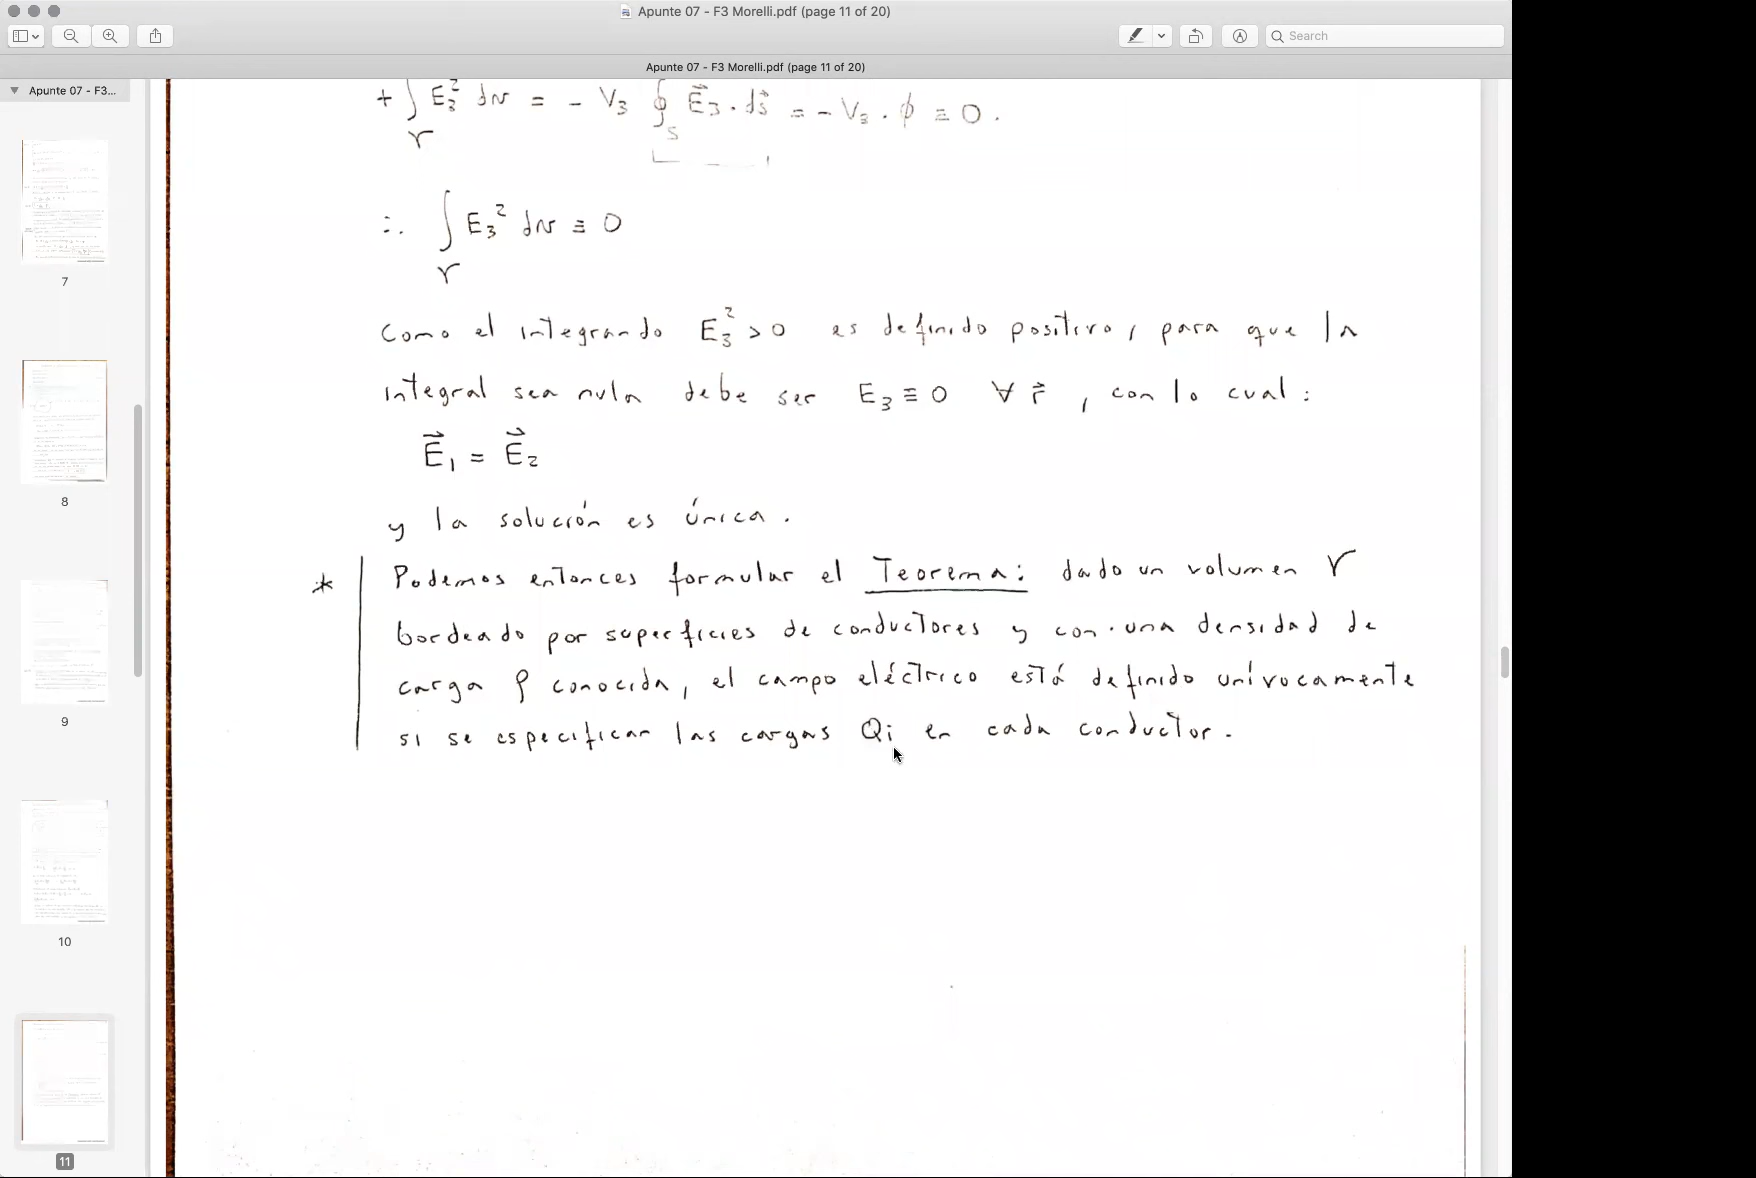 Apunte 07 - F3 Morelli.pdf (page 11 of 20)
Search
Apunte 07 - F3 Morelli.pdf (page 11 of 20)
Apunte 07 - F3...
7
8
9
10
11
+ ∫_V E₃² dv = - V₃ ∮_S E⃗₃ . ds⃗ = - V₃ . ϕ ≡ 0 .
∴ ∫_V E₃² dv ≡ 0
Como el integrando E₃² > 0 es definido positivo, para que la
integral sea nula debe ser E₃ ≡ 0 ∀ r⃗ , con lo cual :
E⃗₁ = E⃗₂
y la solución es única .
* Podemos entonces formular el Teorema: dado un volumen V
bordeado por superficies de conductores y con una densidad de
carga ρ conocida, el campo eléctrico está definido unívocamente
si se especifican las cargas Qi en cada conductor .